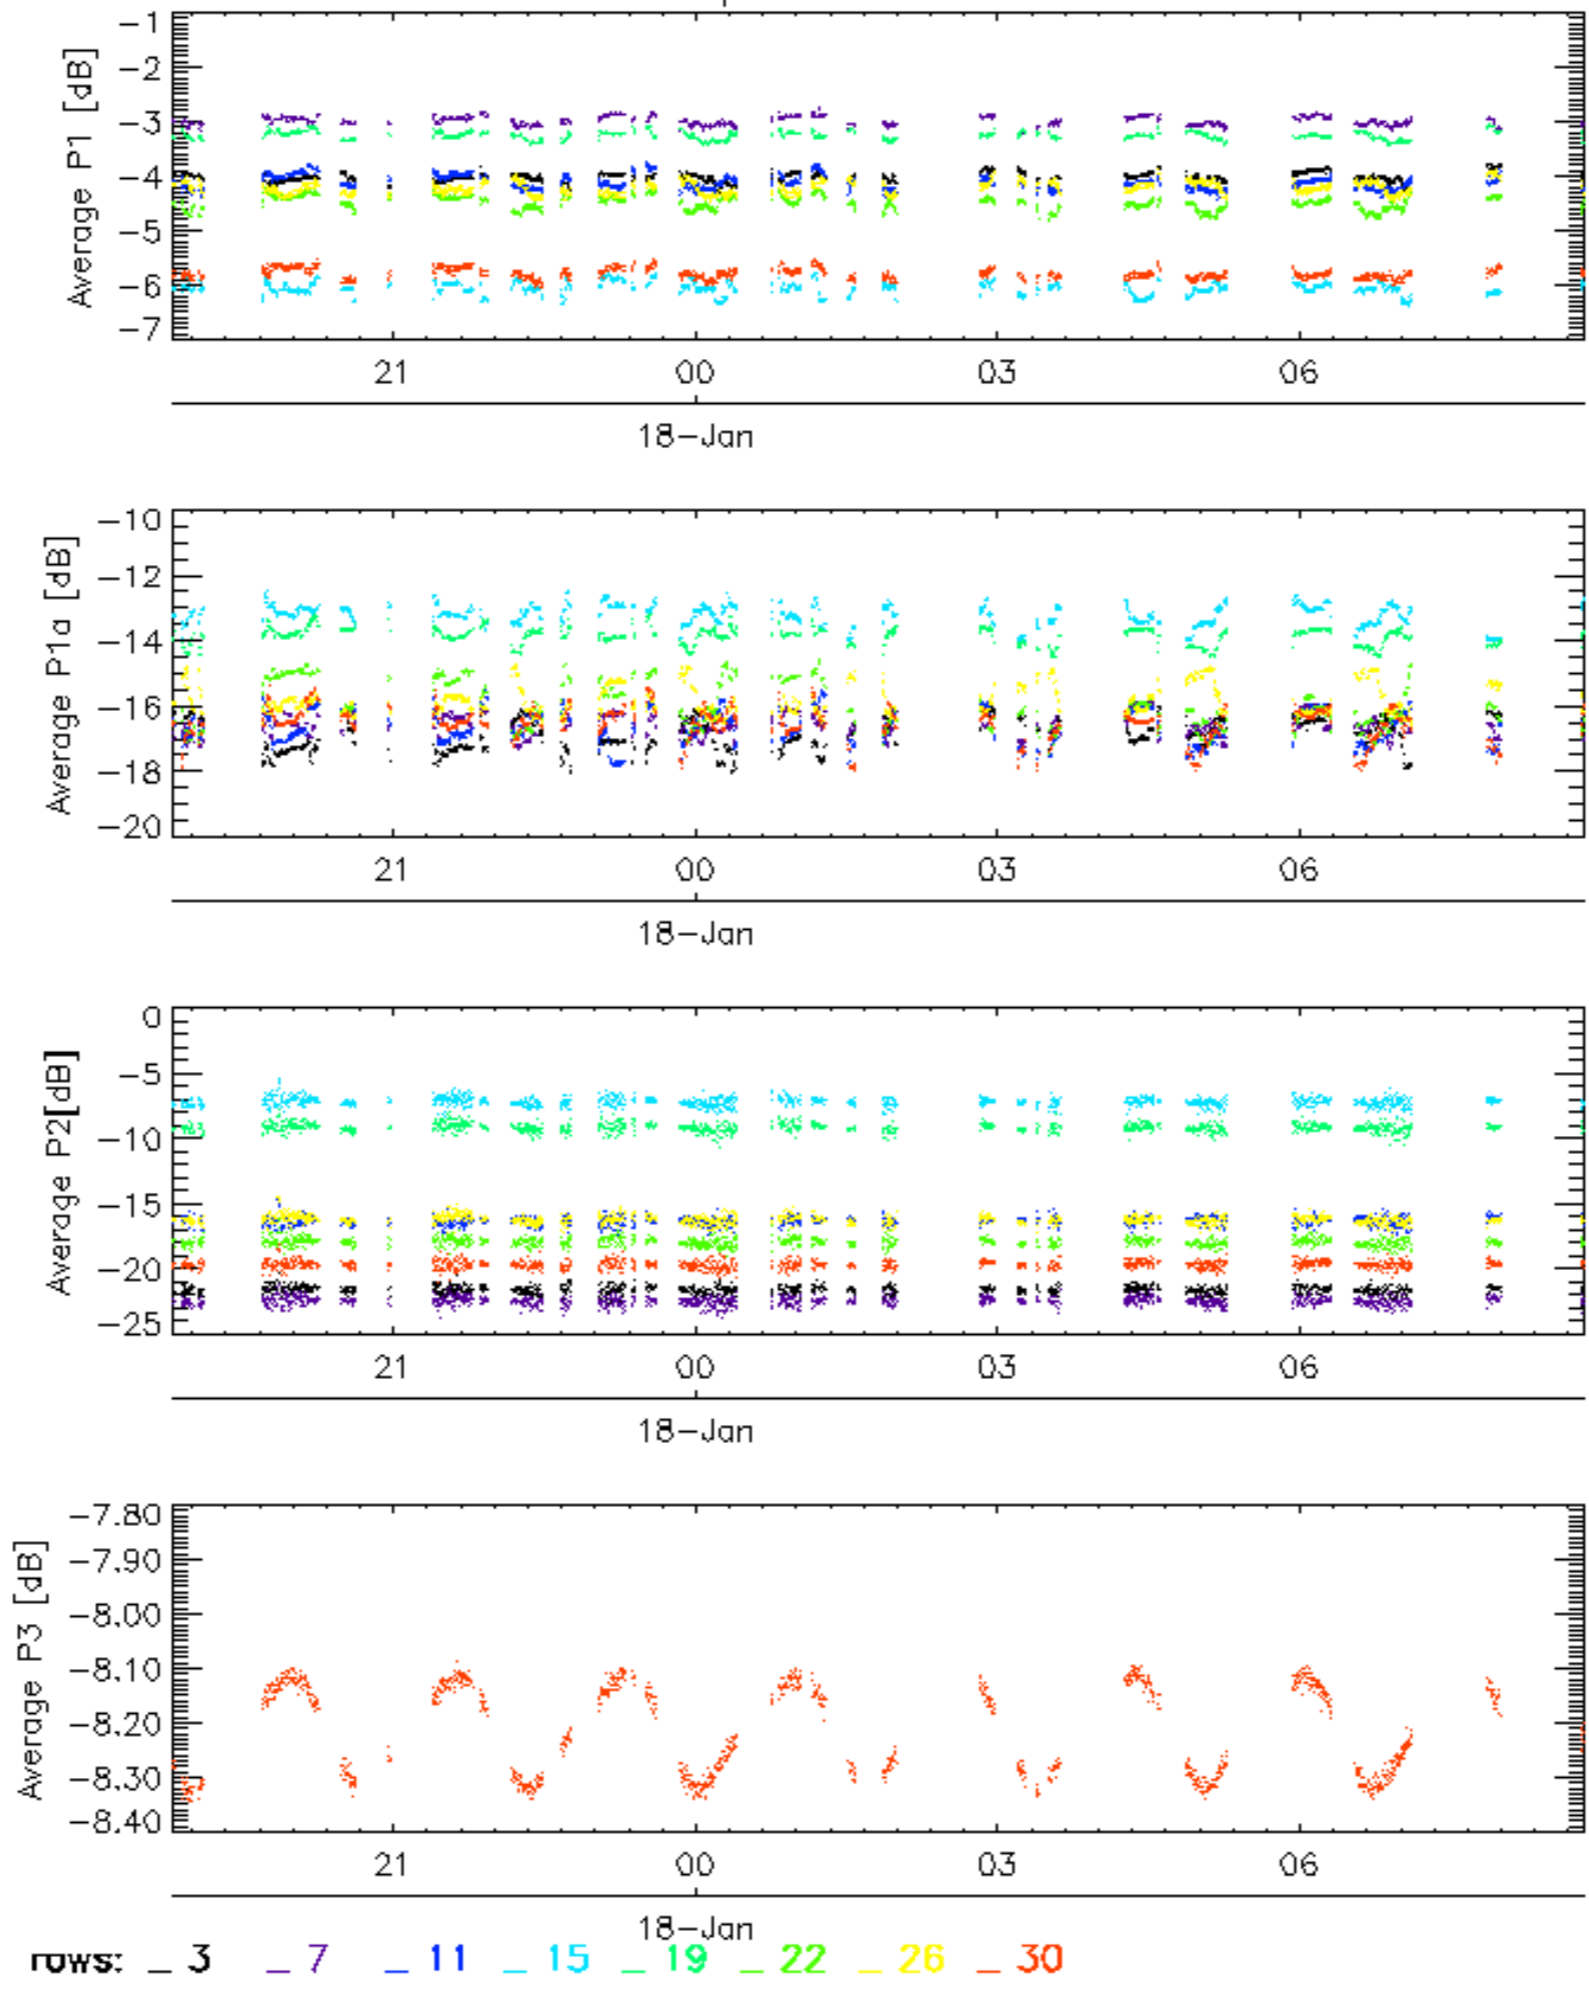 Average P1 [dB]
-1
-2
-3
-4
-5
-6
-7
21 00 03 06
18-Jan
Average P1a [dB]
-10
-12
-14
-16
-18
-20
21 00 03 06
18-Jan
Average P2[dB]
0
-5
-10
-15
-20
-25
21 00 03 06
18-Jan
Average P3 [dB]
-7.80
-7.90
-8.00
-8.10
-8.20
-8.30
-8.40
21 00 03 06
18-Jan
rows: _ 3 _ 7 _ 11 _ 15 _ 19 _ 22 _ 26 _ 30